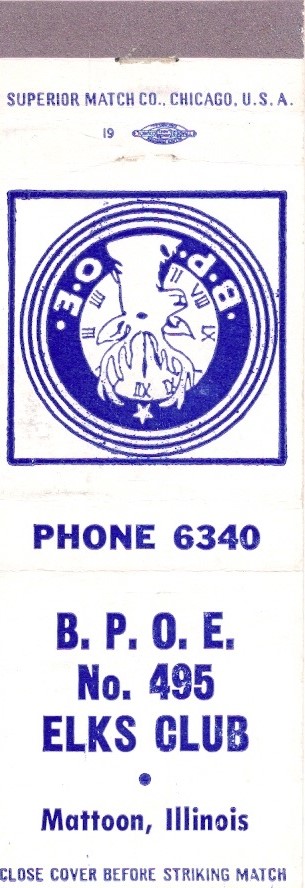 SUPERIOR MATCH CO., CHICAGO, U. S. A.
19
B.P.O.E.
PHONE 6340
B. P. O. E.
No. 495
ELKS CLUB
•
Mattoon, Illinois
CLOSE COVER BEFORE STRIKING MATCH